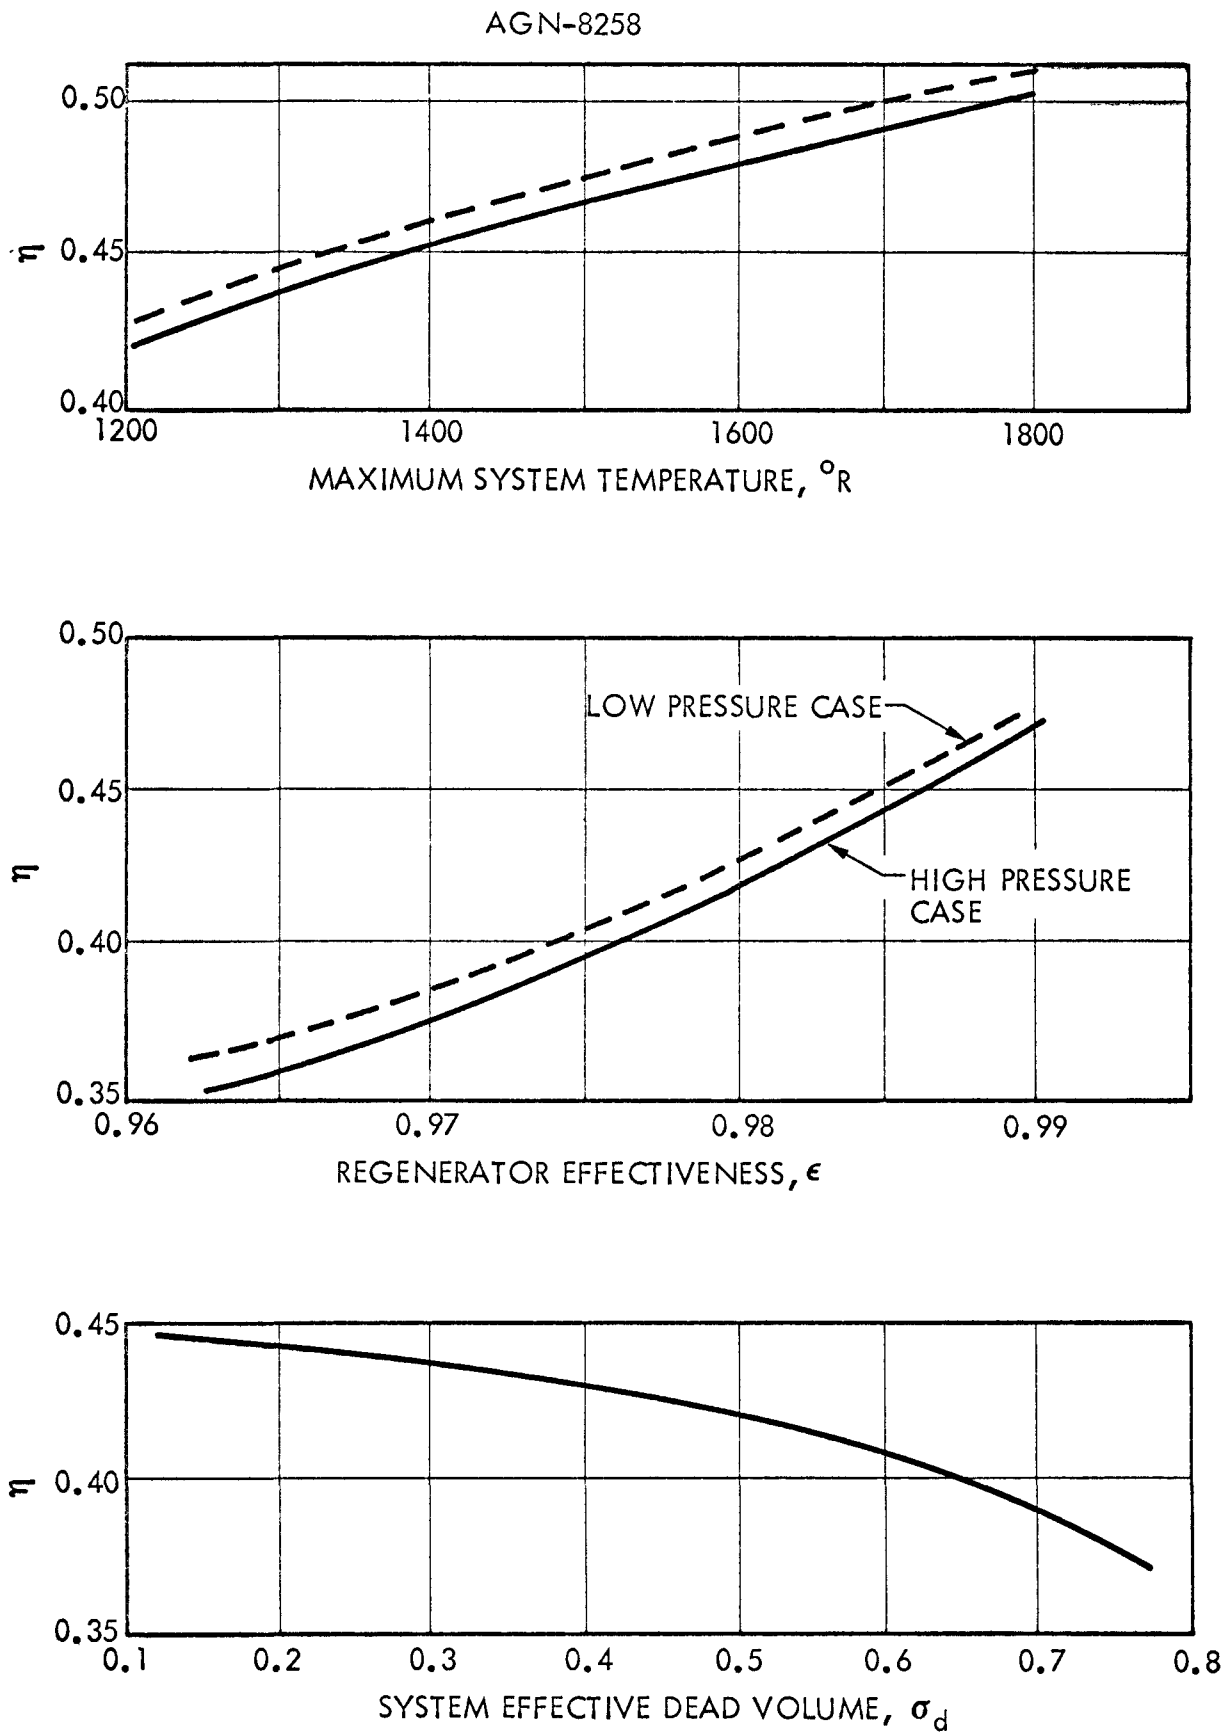 AGN-8258
0.50
0.45
0.40
η
1200
1400
1600
1800
MAXIMUM SYSTEM TEMPERATURE, °R
0.50
0.45
0.40
0.35
η
LOW PRESSURE CASE
HIGH PRESSURE
CASE
0.96
0.97
0.98
0.99
REGENERATOR EFFECTIVENESS, ϵ
0.45
0.40
0.35
η
0.1
0.2
0.3
0.4
0.5
0.6
0.7
0.8
SYSTEM EFFECTIVE DEAD VOLUME, σd